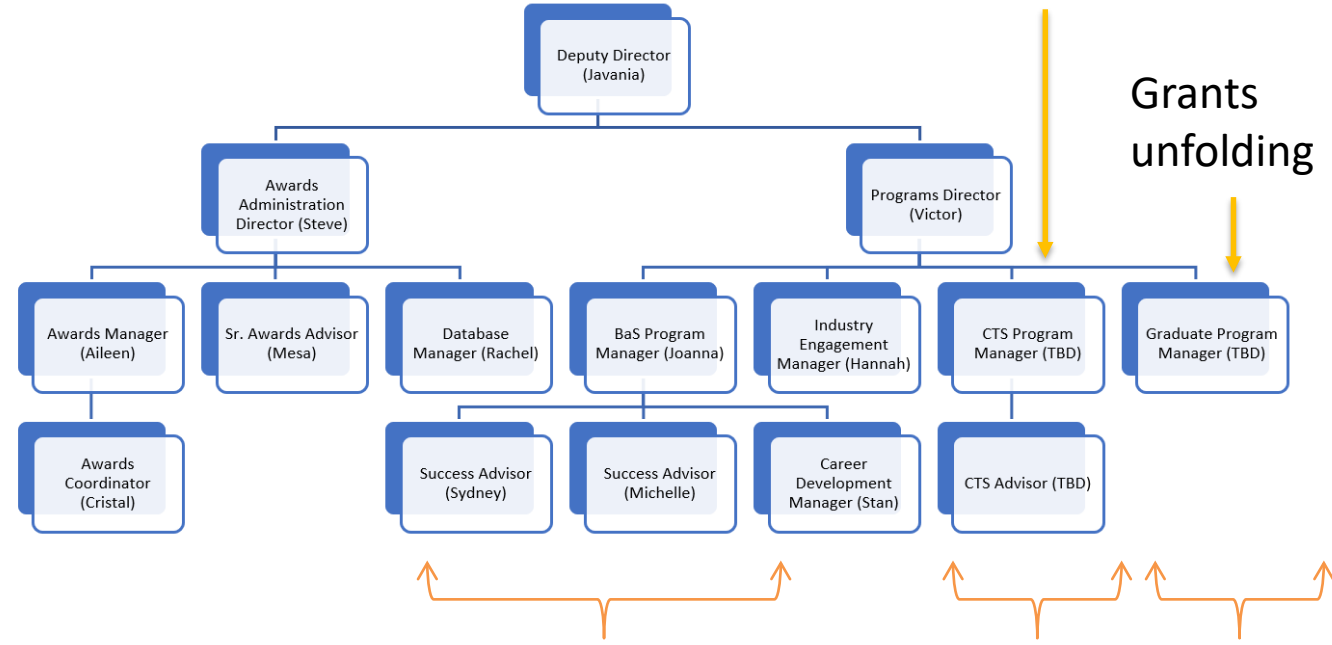 Deputy Director
(Javania)
Grants
unfolding
Awards
Administration
Director (Steve)
Programs Director
(Victor)
Awards Manager
(Aileen)
Sr. Awards Advisor
(Mesa)
Database
Manager (Rachel)
BaS Program
Manager (Joanna)
Industry
Engagement
Manager (Hannah)
CTS Program
Manager (TBD)
Graduate Program
Manager (TBD)
Awards
Coordinator
(Cristal)
Success Advisor
(Sydney)
Success Advisor
(Michelle)
Career
Development
Manager (Stan)
CTS Advisor (TBD)